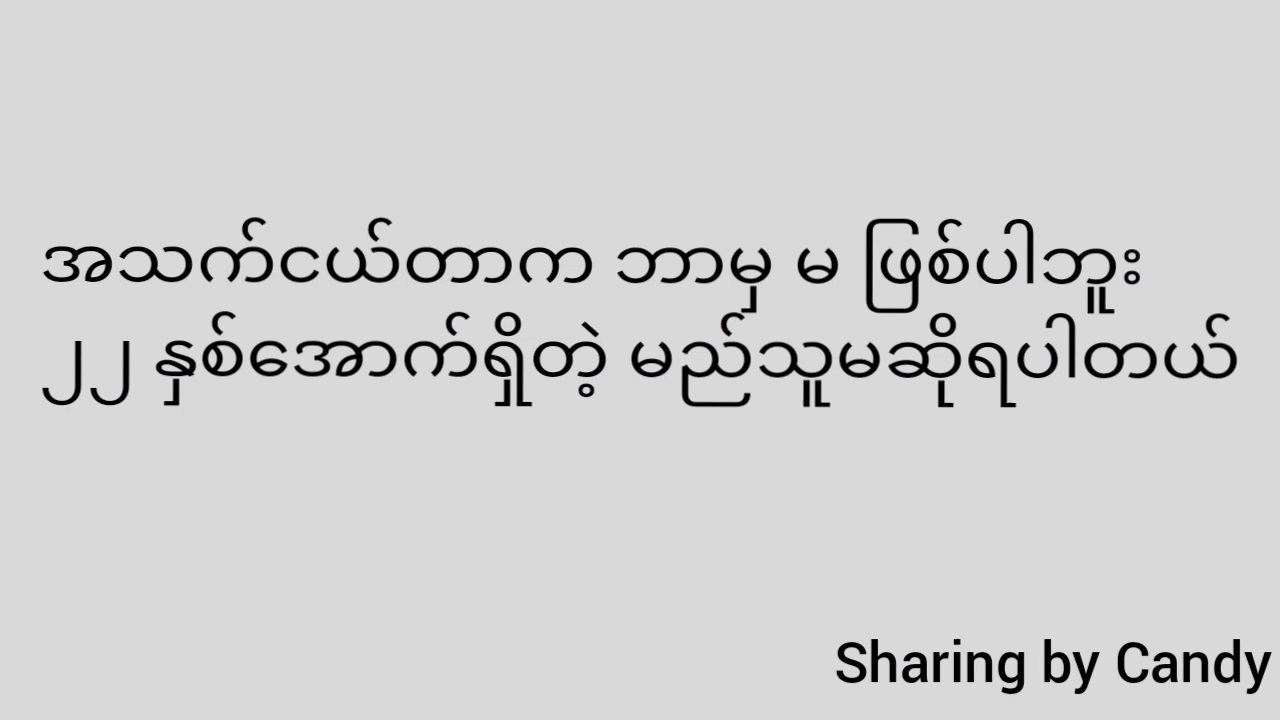 အသက်ငယ်တာက ဘာမှ မ ဖြစ်ပါဘူး
၂၂ နှစ်အောက်ရှိတဲ့ မည်သူမဆိုရပါတယ်
Sharing by Candy